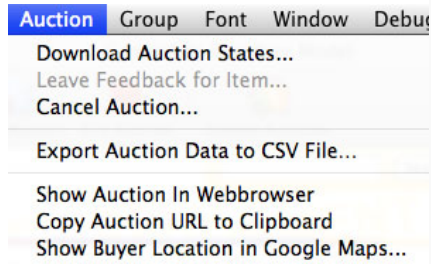 Auction Group Font Window Debug
Download Auction States...
Leave Feedback for Item...
Cancel Auction...
Export Auction Data to CSV File...
Show Auction In Webbrowser
Copy Auction URL to Clipboard
Show Buyer Location in Google Maps...